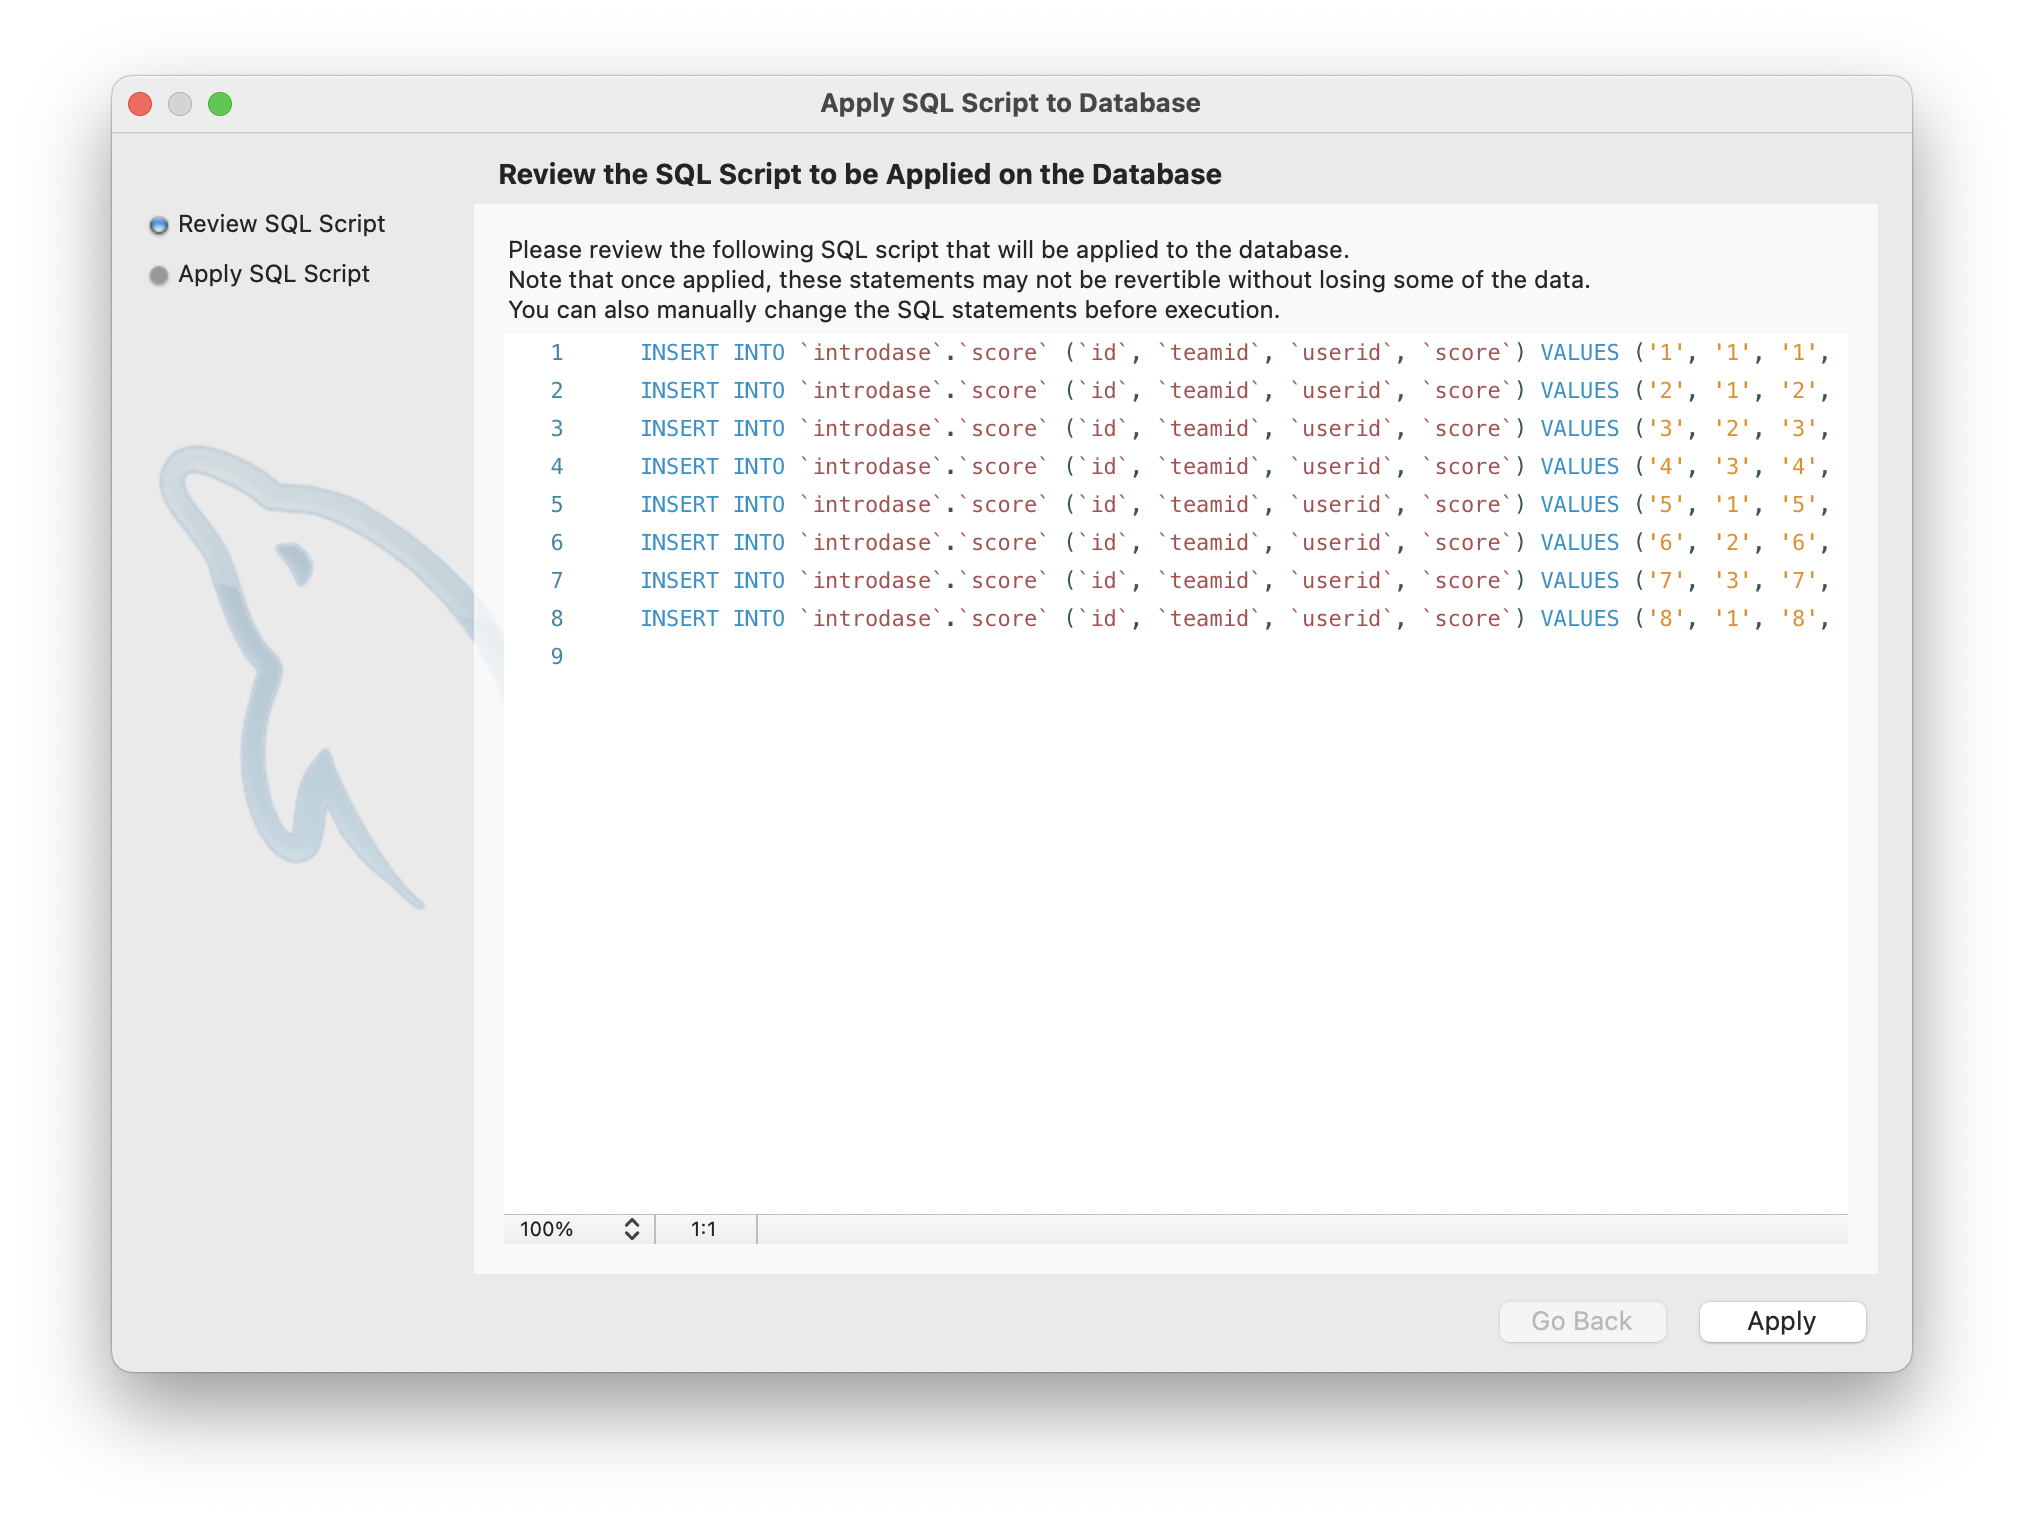 Apply SQL Script to Database
Review the SQL Script to be Applied on the Database
Review SQL Script
Apply SQL Script
Please review the following SQL script that will be applied to the database.
Note that once applied, these statements may not be revertible without losing some of the data.
You can also manually change the SQL statements before execution.
1 INSERT INTO `introdase`.`score` (`id`, `teamid`, `userid`, `score`) VALUES ('1', '1', '1',
2 INSERT INTO `introdase`.`score` (`id`, `teamid`, `userid`, `score`) VALUES ('2', '1', '2',
3 INSERT INTO `introdase`.`score` (`id`, `teamid`, `userid`, `score`) VALUES ('3', '2', '3',
4 INSERT INTO `introdase`.`score` (`id`, `teamid`, `userid`, `score`) VALUES ('4', '3', '4',
5 INSERT INTO `introdase`.`score` (`id`, `teamid`, `userid`, `score`) VALUES ('5', '1', '5',
6 INSERT INTO `introdase`.`score` (`id`, `teamid`, `userid`, `score`) VALUES ('6', '2', '6',
7 INSERT INTO `introdase`.`score` (`id`, `teamid`, `userid`, `score`) VALUES ('7', '3', '7',
8 INSERT INTO `introdase`.`score` (`id`, `teamid`, `userid`, `score`) VALUES ('8', '1', '8',
9
100% 1:1
Go Back Apply